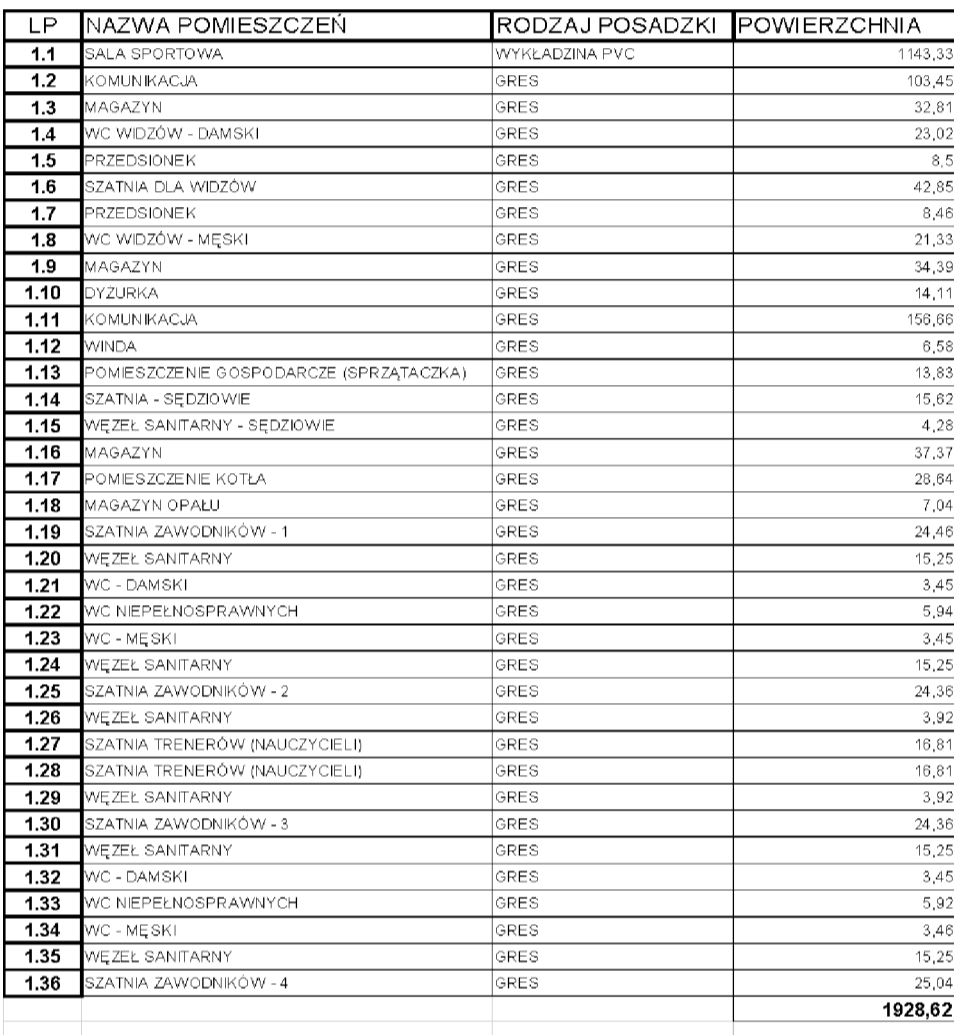 LP NAZWA POMIESZCZEŃ RODZAJ POSADZKI POWIERZCHNIA
1.1 SALA SPORTOWA WYKŁADZINA PVC 1143,33
1.2 KOMUNIKACJA GRES 103,45
1.3 MAGAZYN GRES 32,81
1.4 WC WIDZÓW - DAMSKI GRES 23,02
1.5 PRZEDSIONEK GRES 8,5
1.6 SZATNIA DLA WIDZÓW GRES 42,85
1.7 PRZEDSIONEK GRES 8,46
1.8 WC WIDZÓW - MĘSKI GRES 21,33
1.9 MAGAZYN GRES 34,39
1.10 DYŻURKA GRES 14,11
1.11 KOMUNIKACJA GRES 156,66
1.12 WINDA GRES 6,58
1.13 POMIESZCZENIE GOSPODARCZE (SPRZĄTACZKA) GRES 13,83
1.14 SZATNIA - SĘDZIOWIE GRES 15,62
1.15 WĘZEŁ SANITARNY - SĘDZIOWIE GRES 4,28
1.16 MAGAZYN GRES 37,37
1.17 POMIESZCZENIE KOTŁA GRES 28,64
1.18 MAGAZYN OPAŁU GRES 7,04
1.19 SZATNIA ZAWODNIKÓW - 1 GRES 24,46
1.20 WĘZEŁ SANITARNY GRES 15,25
1.21 WC - DAMSKI GRES 3,45
1.22 WC NIEPEŁNOSPRAWNYCH GRES 5,94
1.23 WC - MĘSKI GRES 3,45
1.24 WĘZEŁ SANITARNY GRES 15,25
1.25 SZATNIA ZAWODNIKÓW - 2 GRES 24,36
1.26 WĘZEŁ SANITARNY GRES 3,92
1.27 SZATNIA TRENERÓW (NAUCZYCIELI) GRES 16,81
1.28 SZATNIA TRENERÓW (NAUCZYCIELI) GRES 16,81
1.29 WĘZEŁ SANITARNY GRES 3,92
1.30 SZATNIA ZAWODNIKÓW - 3 GRES 24,36
1.31 WĘZEŁ SANITARNY GRES 15,25
1.32 WC - DAMSKI GRES 3,45
1.33 WC NIEPEŁNOSPRAWNYCH GRES 5,92
1.34 WC - MĘSKI GRES 3,46
1.35 WĘZEŁ SANITARNY GRES 15,25
1.36 SZATNIA ZAWODNIKÓW - 4 GRES 25,04
1928,62